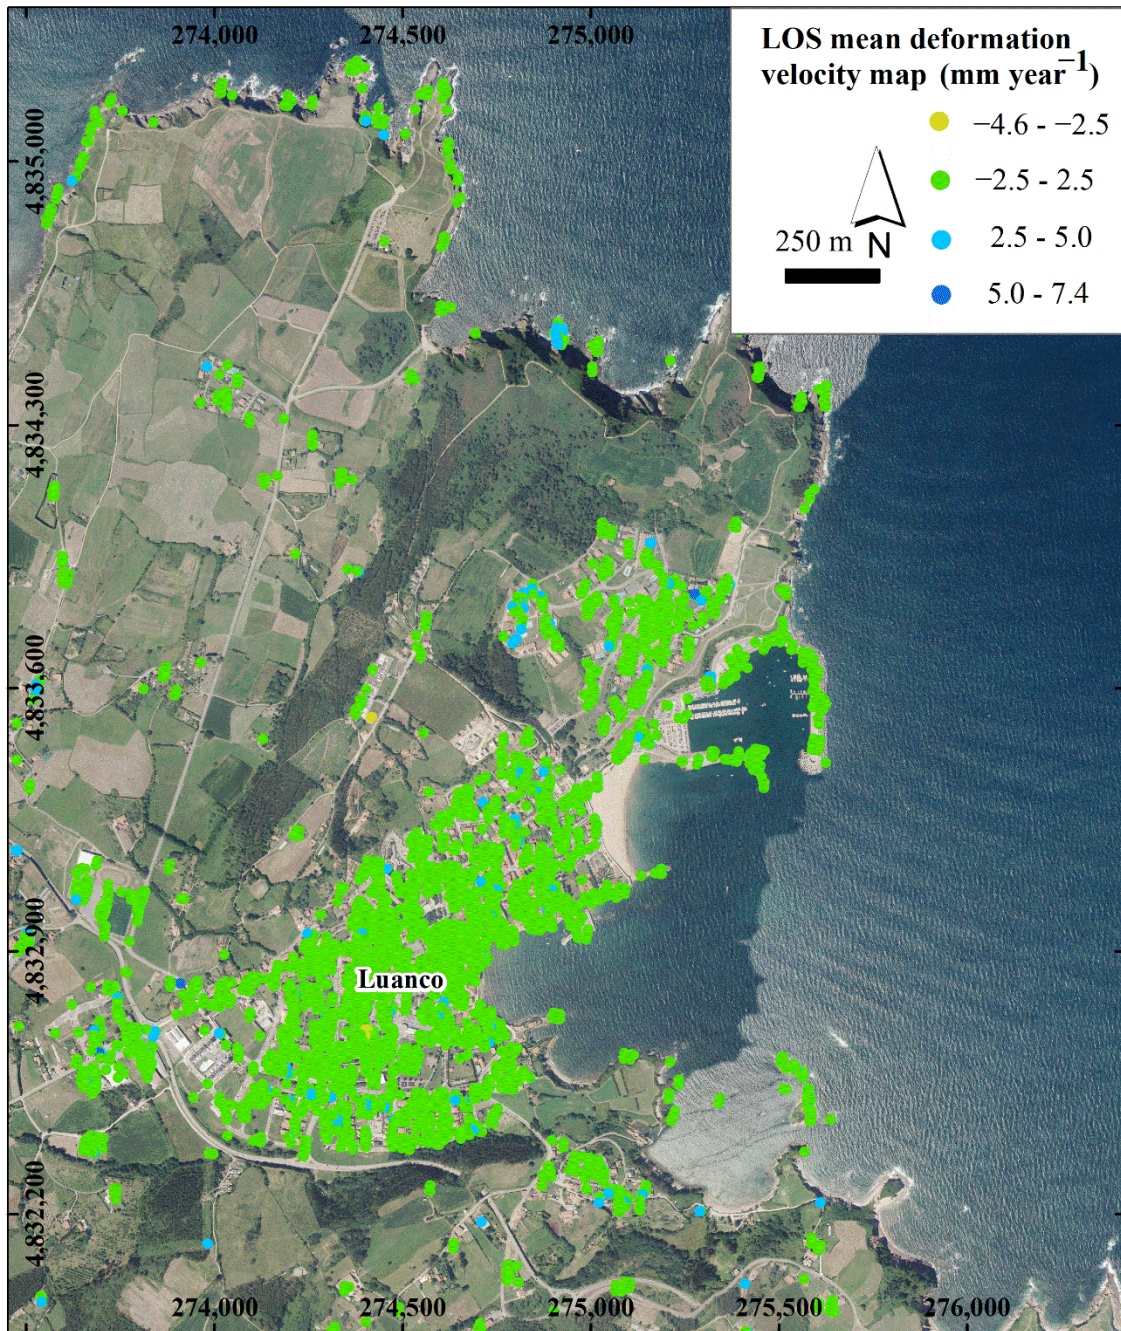 274,000 274,500 275,000
LOS mean deformation
velocity map (mm year⁻¹)
−4.6 - −2.5
−2.5 - 2.5
2.5 - 5.0
5.0 - 7.4
250 m
N
4,835,000
4,834,300
4,833,600
4,832,900
4,832,200
Luanco
274,000 274,500 275,000 275,500 276,000